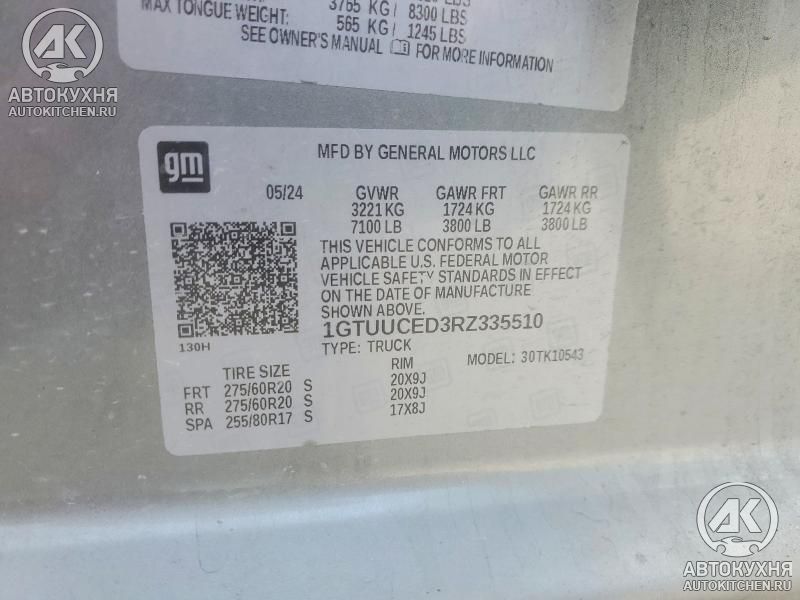 3765 KG/ 8300 LBS
MAX TONGUE WEIGHT: 565 KG/ 1245 LBS
SEE OWNER'S MANUAL FOR MORE INFORMATION
AK
АВТОКУХНЯ
AUTOKITCHEN.RU
gm
MFD BY GENERAL MOTORS LLC
05/24 GVWR GAWR FRT GAWR RR
3221 KG 1724 KG 1724 KG
7100 LB 3800 LB 3800 LB
THIS VEHICLE CONFORMS TO ALL
APPLICABLE U.S. FEDERAL MOTOR
VEHICLE SAFETY STANDARDS IN EFFECT
ON THE DATE OF MANUFACTURE
SHOWN ABOVE.
1GTUUCED3RZ335510
130H
TYPE: TRUCK MODEL: 30TK10543
TIRE SIZE RIM
FRT 275/60R20 S 20X9J
RR 275/60R20 S 20X9J
SPA 255/80R17 S 17X8J
AK
АВТОКУХНЯ
AUTOKITCHEN.RU